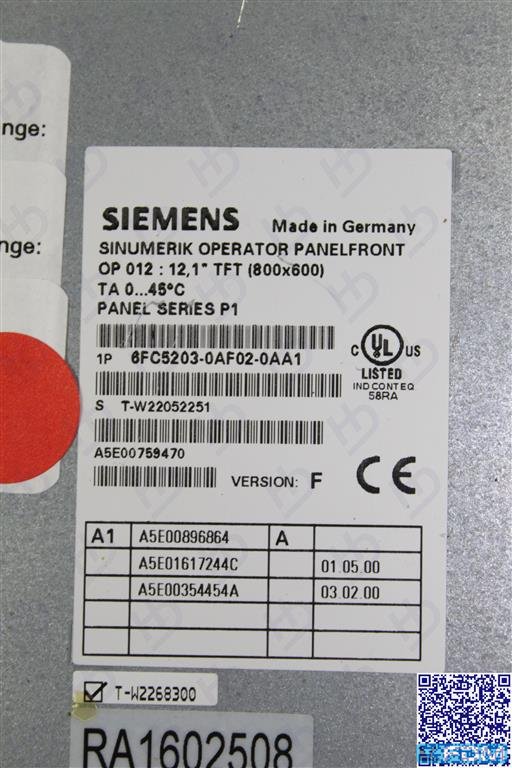 nge:
nge:
SIEMENS Made in Germany
SINUMERIK OPERATOR PANELFRONT
OP 012 : 12,1" TFT (800x600)
TA 0...45°C
PANEL SERIES P1
1P 6FC5203-0AF02-0AA1
C UL US
LISTED
IND CONT EQ
58RA
S T-W22052251
A5E00759470
VERSION: F CE
A1 A5E00896864 A
A5E01617244C 01.05.00
A5E00354454A 03.02.00
T-W2268300
RA1602508